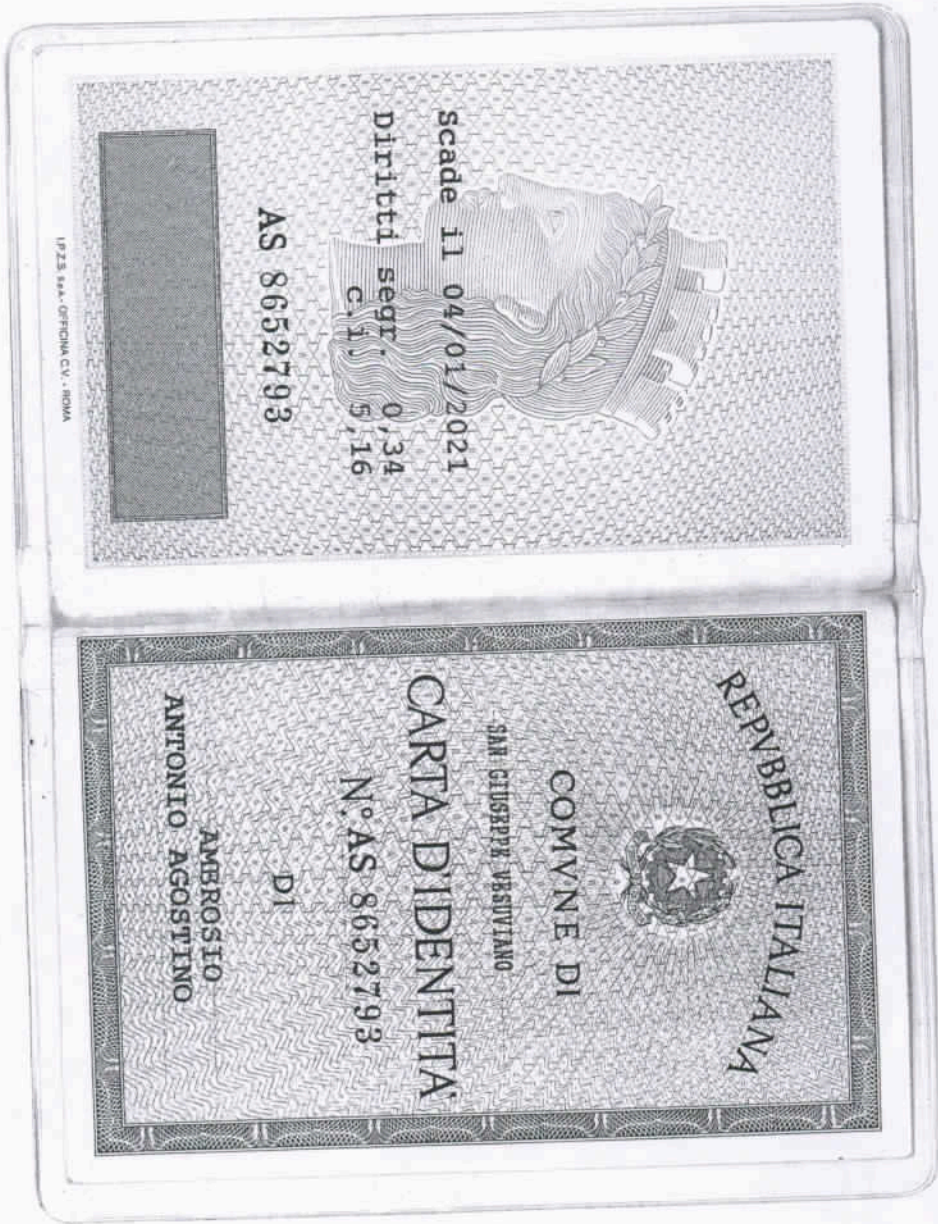 Scade il 04/01/2021
Diritti segr. 0,34
c.i. 5,16
AS 8652793
I.P.Z.S. S.p.A. - OFFICINA C.V. - ROMA
REPVBBLICA ITALIANA
COMVNE DI
SAN GIUSEPPE VESUVIANO
CARTA D'IDENTITA'
N.° AS 8652793
DI
AMBROSIO
ANTONIO AGOSTINO